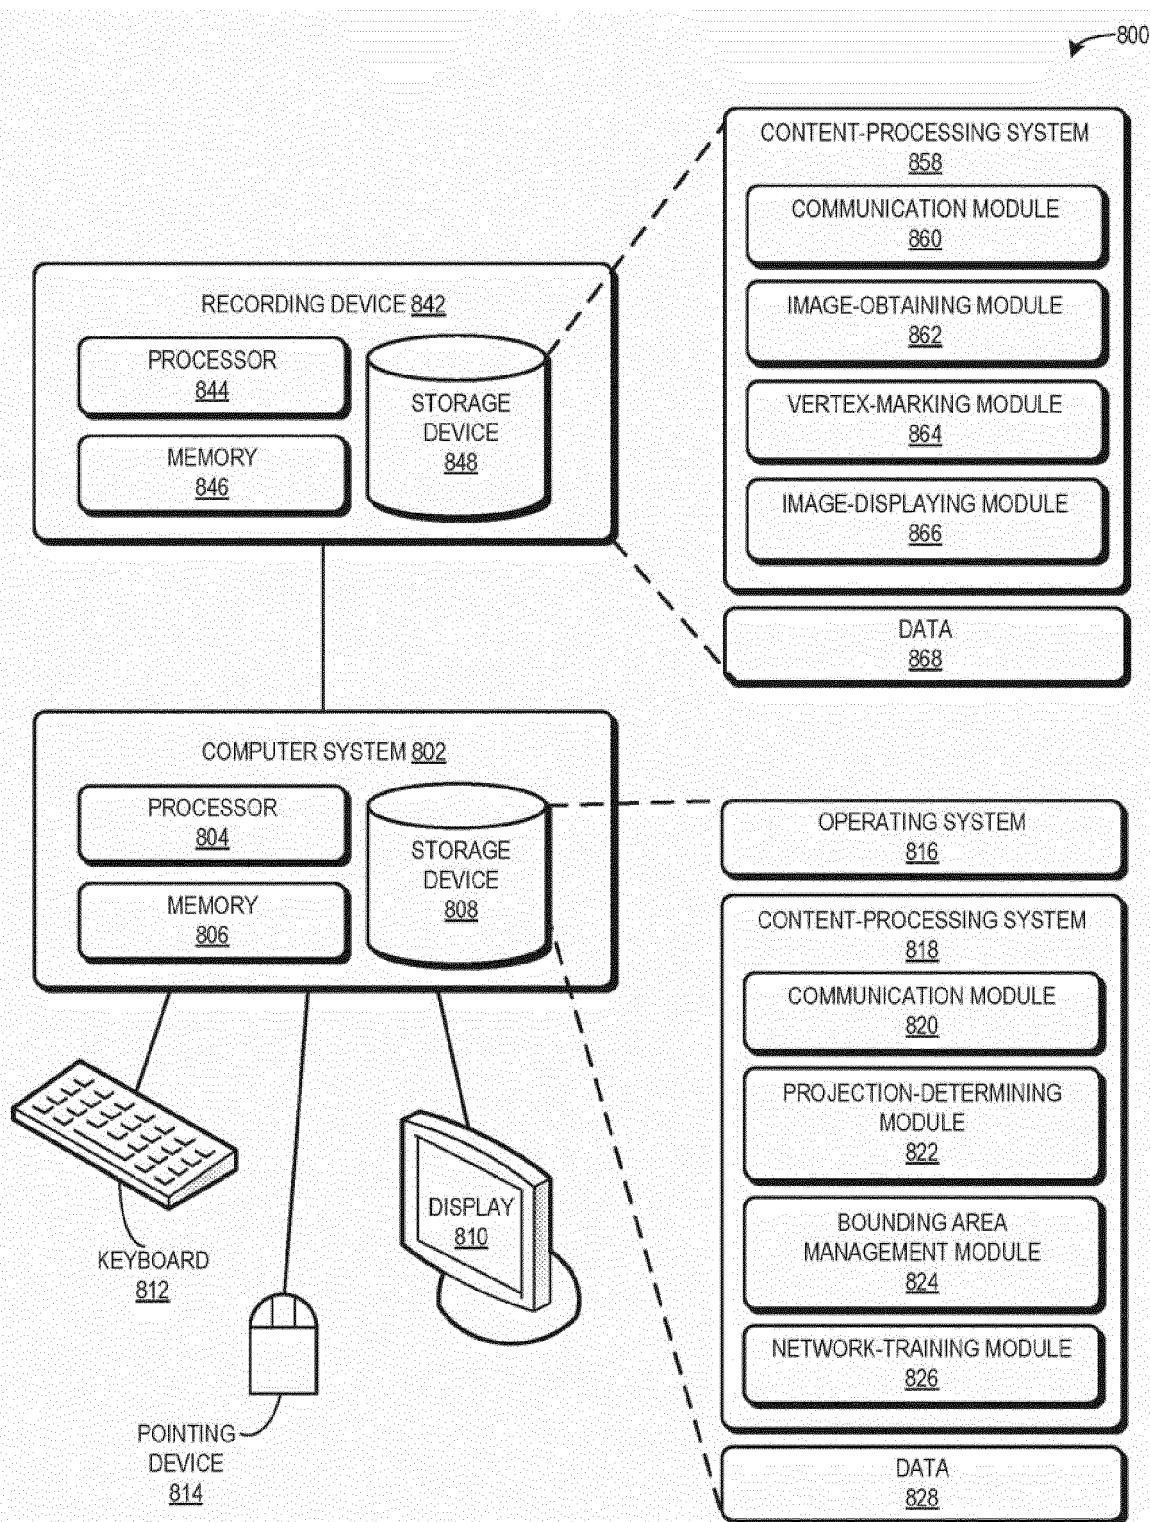 800
CONTENT-PROCESSING SYSTEM
858
COMMUNICATION MODULE
860
IMAGE-OBTAINING MODULE
862
VERTEX-MARKING MODULE
864
IMAGE-DISPLAYING MODULE
866
DATA
868
RECORDING DEVICE 842
PROCESSOR
844
MEMORY
846
STORAGE
DEVICE
848
COMPUTER SYSTEM 802
PROCESSOR
804
MEMORY
806
STORAGE
DEVICE
808
OPERATING SYSTEM
816
CONTENT-PROCESSING SYSTEM
818
COMMUNICATION MODULE
820
PROJECTION-DETERMINING
MODULE
822
BOUNDING AREA
MANAGEMENT MODULE
824
NETWORK-TRAINING MODULE
826
DATA
828
KEYBOARD
812
DISPLAY
810
POINTING
DEVICE
814